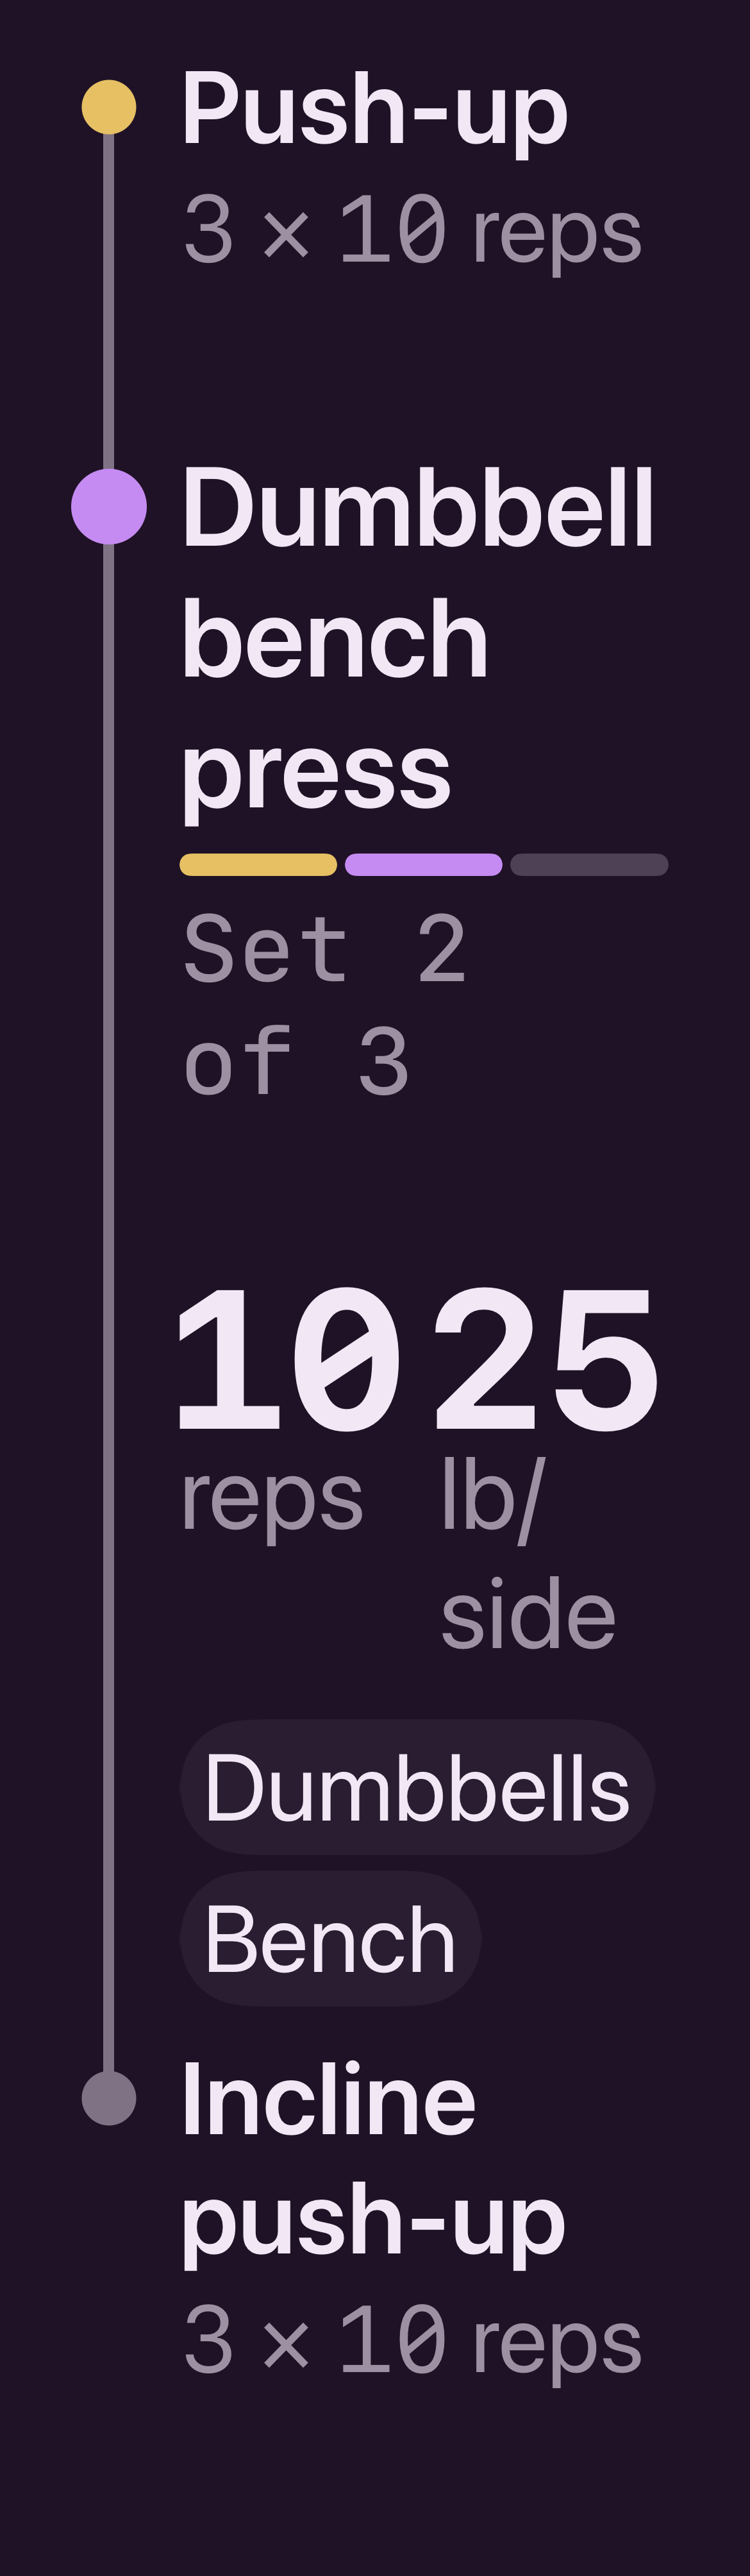 Push-up
3 × 10 reps
Dumbbell
bench
press
Set 2
of 3
10 25
reps lb/
side
Dumbbells
Bench
Incline
push-up
3 × 10 reps